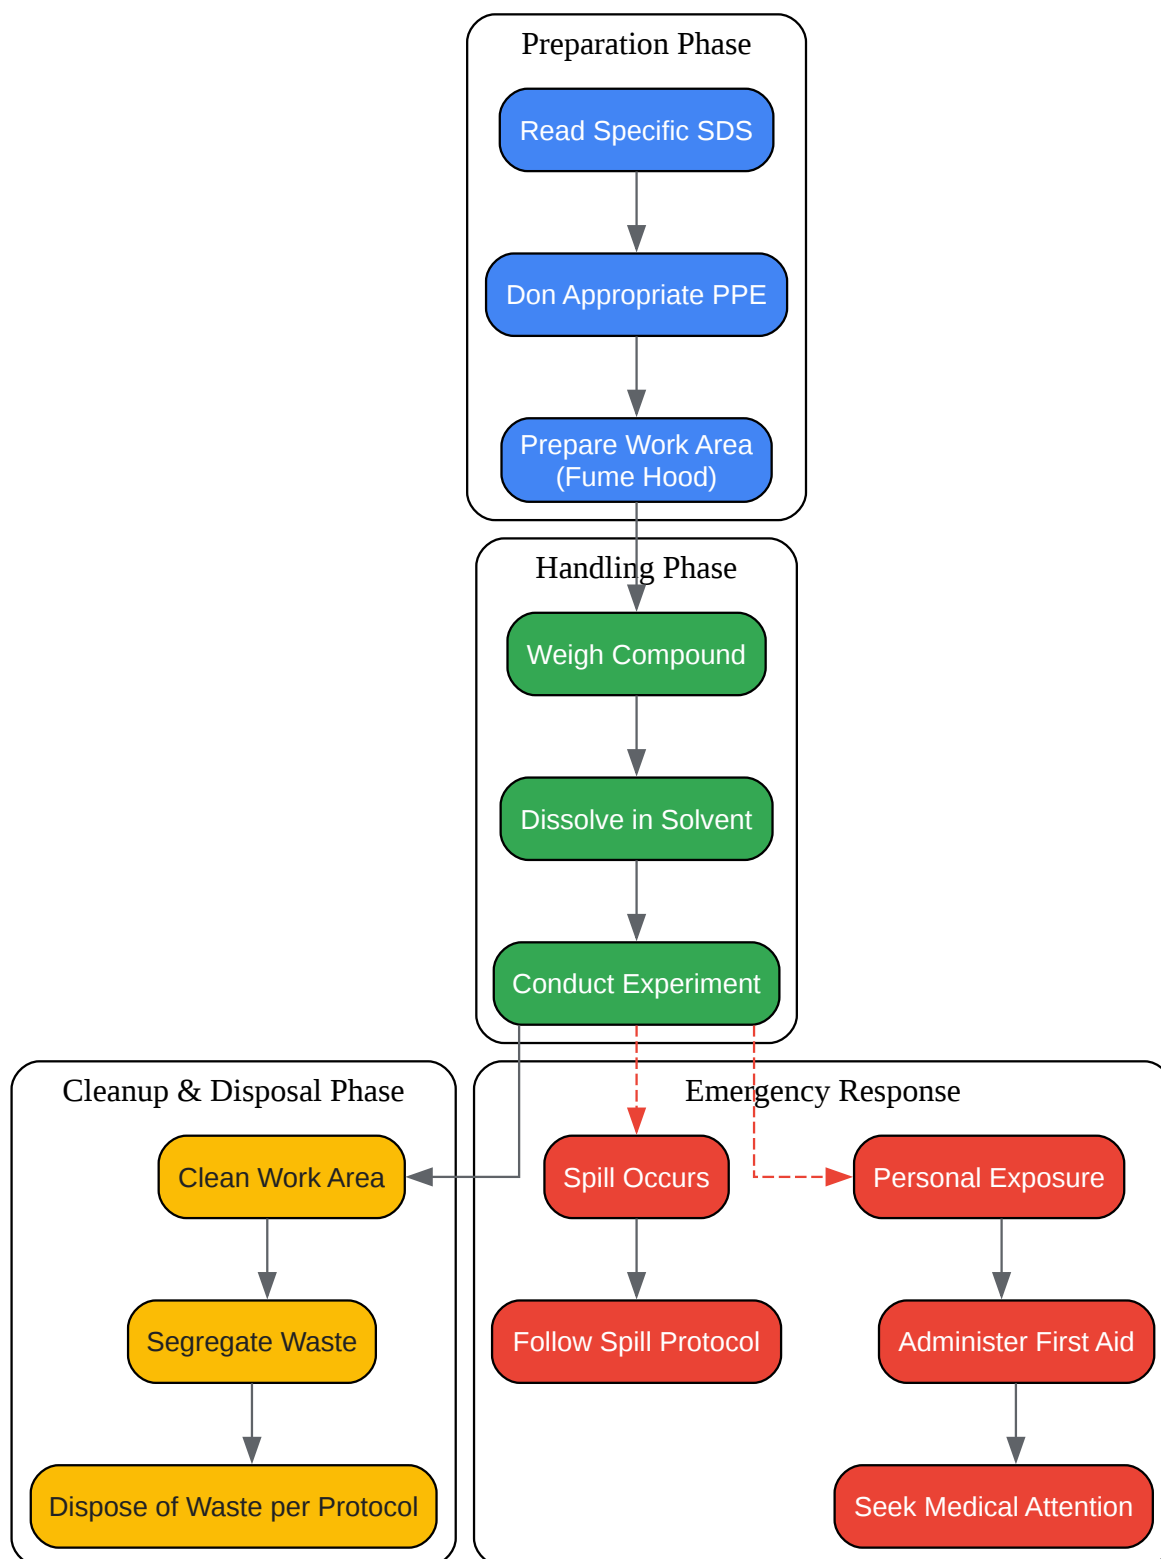 Preparation Phase
Read Specific SDS
Don Appropriate PPE
Prepare Work Area
(Fume Hood)
Handling Phase
Weigh Compound
Dissolve in Solvent
Conduct Experiment
Cleanup & Disposal Phase
Clean Work Area
Segregate Waste
Dispose of Waste per Protocol
Emergency Response
Spill Occurs
Follow Spill Protocol
Personal Exposure
Administer First Aid
Seek Medical Attention